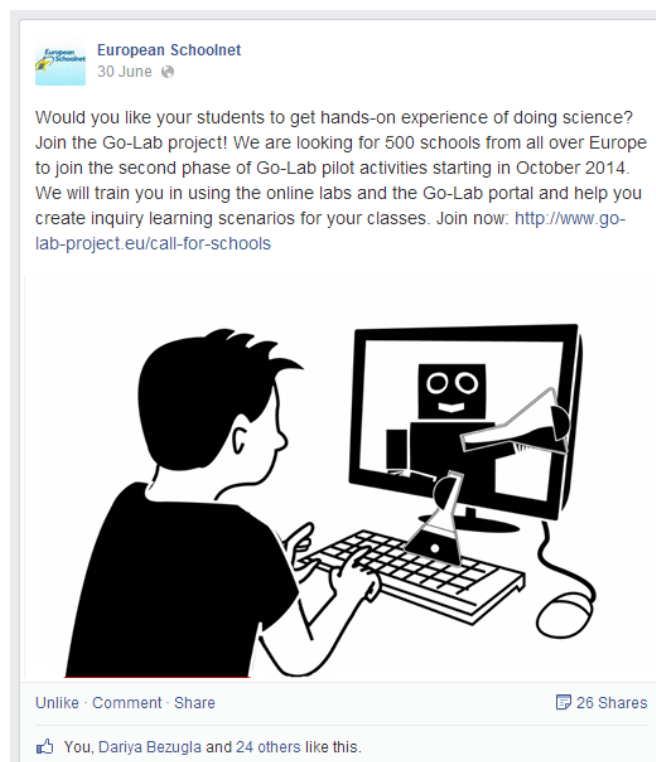 European
Schoolnet
European Schoolnet
30 June
Would you like your students to get hands-on experience of doing science?
Join the Go-Lab project! We are looking for 500 schools from all over Europe
to join the second phase of Go-Lab pilot activities starting in October 2014.
We will train you in using the online labs and the Go-Lab portal and help you
create inquiry learning scenarios for your classes. Join now: http://www.go-
lab-project.eu/call-for-schools
Unlike · Comment · Share
26 Shares
You, Dariya Bezugla and 24 others like this.